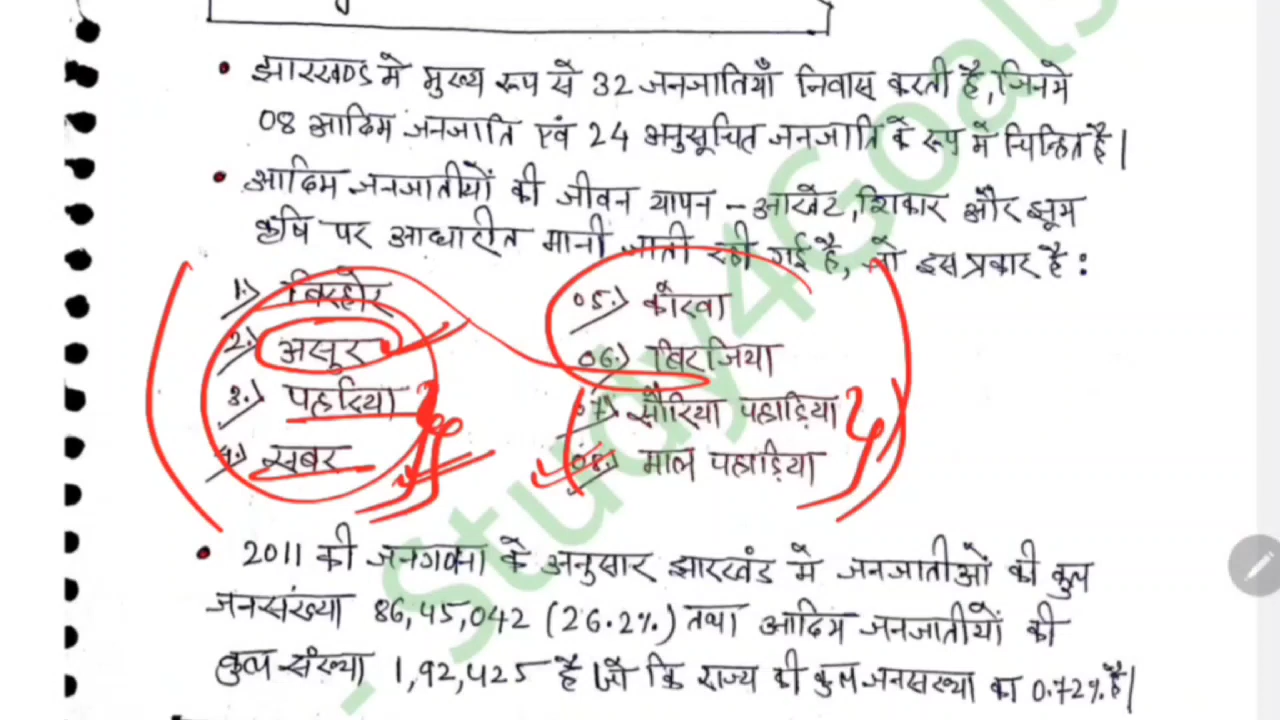 झारखण्ड में मुख्य रूप से 32 जनजातियाँ निवास करती है, जिनमे
08 आदिम जनजाति एवं 24 अनुसूचित जनजाति के रूप में चिन्हित है।
आदिम जनजातीयों की जीवन यापन - आखेट, शिकार और झूम
कृषि पर आधारीत मानी जाती रही गई है, जो इस प्रकार है :
1.) बिरहोर
2.) असुर
3.) पहाड़िया
4.) सबर
05.) कोरवा
06.) बिरजिया
07.) सौरिया पहाड़िया
08.) माल पहाड़िया
2011 की जनगणना के अनुसार झारखंड में जनजातीओं की कुल
जनसंख्या 86,45,042 (26.2%) तथा आदिम जनजातीयों की
कुल संख्या 1,92,425 है। जो कि राज्य की कुल जनसंख्या का 0.72% है।
- Study4Goals